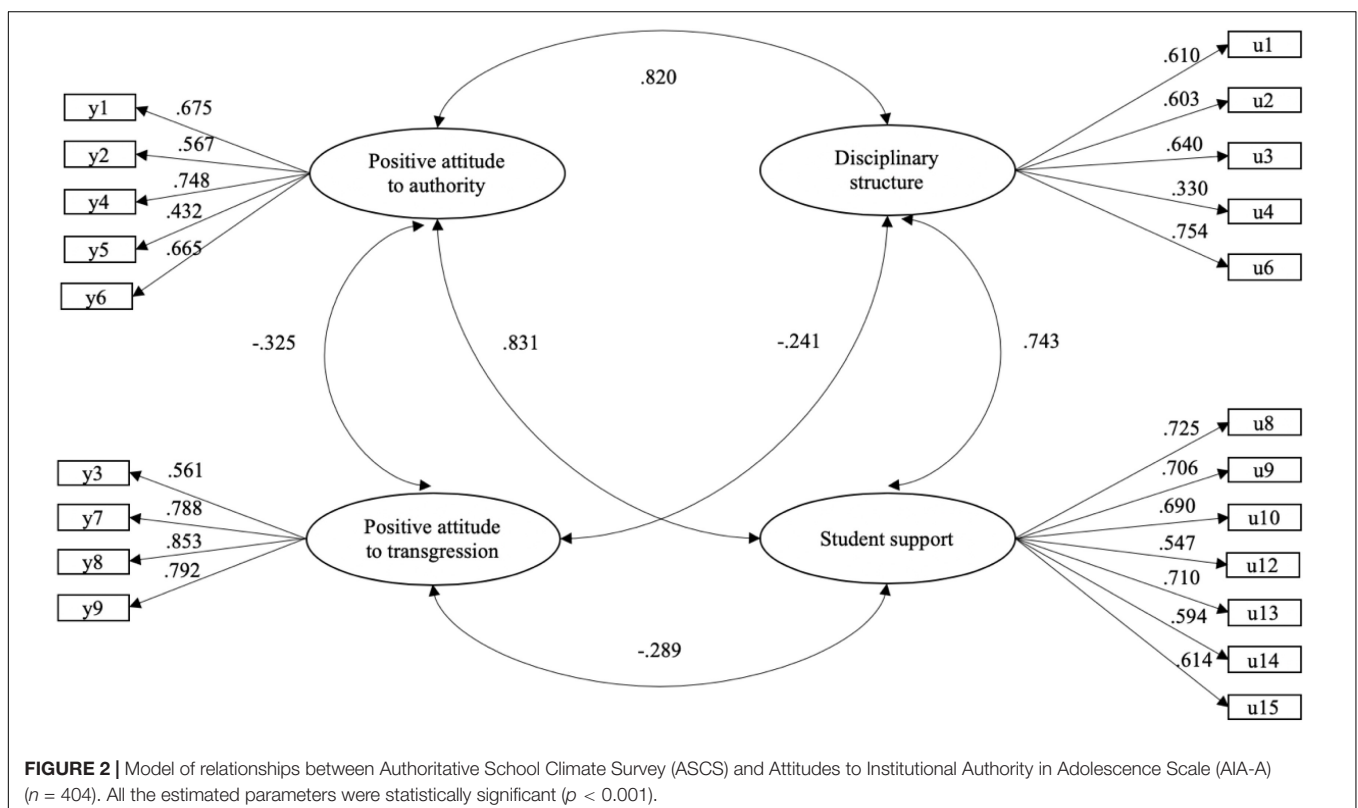 .820
y1
.675
y2
.567
y4
.748
y5
.432
y6
.665
Positive attitude
to authority
Disciplinary
structure
.610
u1
.603
u2
.640
u3
.330
u4
.754
u6
-.325
.831
-.241
.743
y3
.561
y7
.788
y8
.853
y9
.792
Positive attitude
to transgression
Student support
.725
u8
.706
u9
.690
u10
.547
u12
.710
u13
.594
u14
.614
u15
-.289
FIGURE 2 | Model of relationships between Authoritative School Climate Survey (ASCS) and Attitudes to Institutional Authority in Adolescence Scale (AIA-A)
(n = 404). All the estimated parameters were statistically significant (p < 0.001).